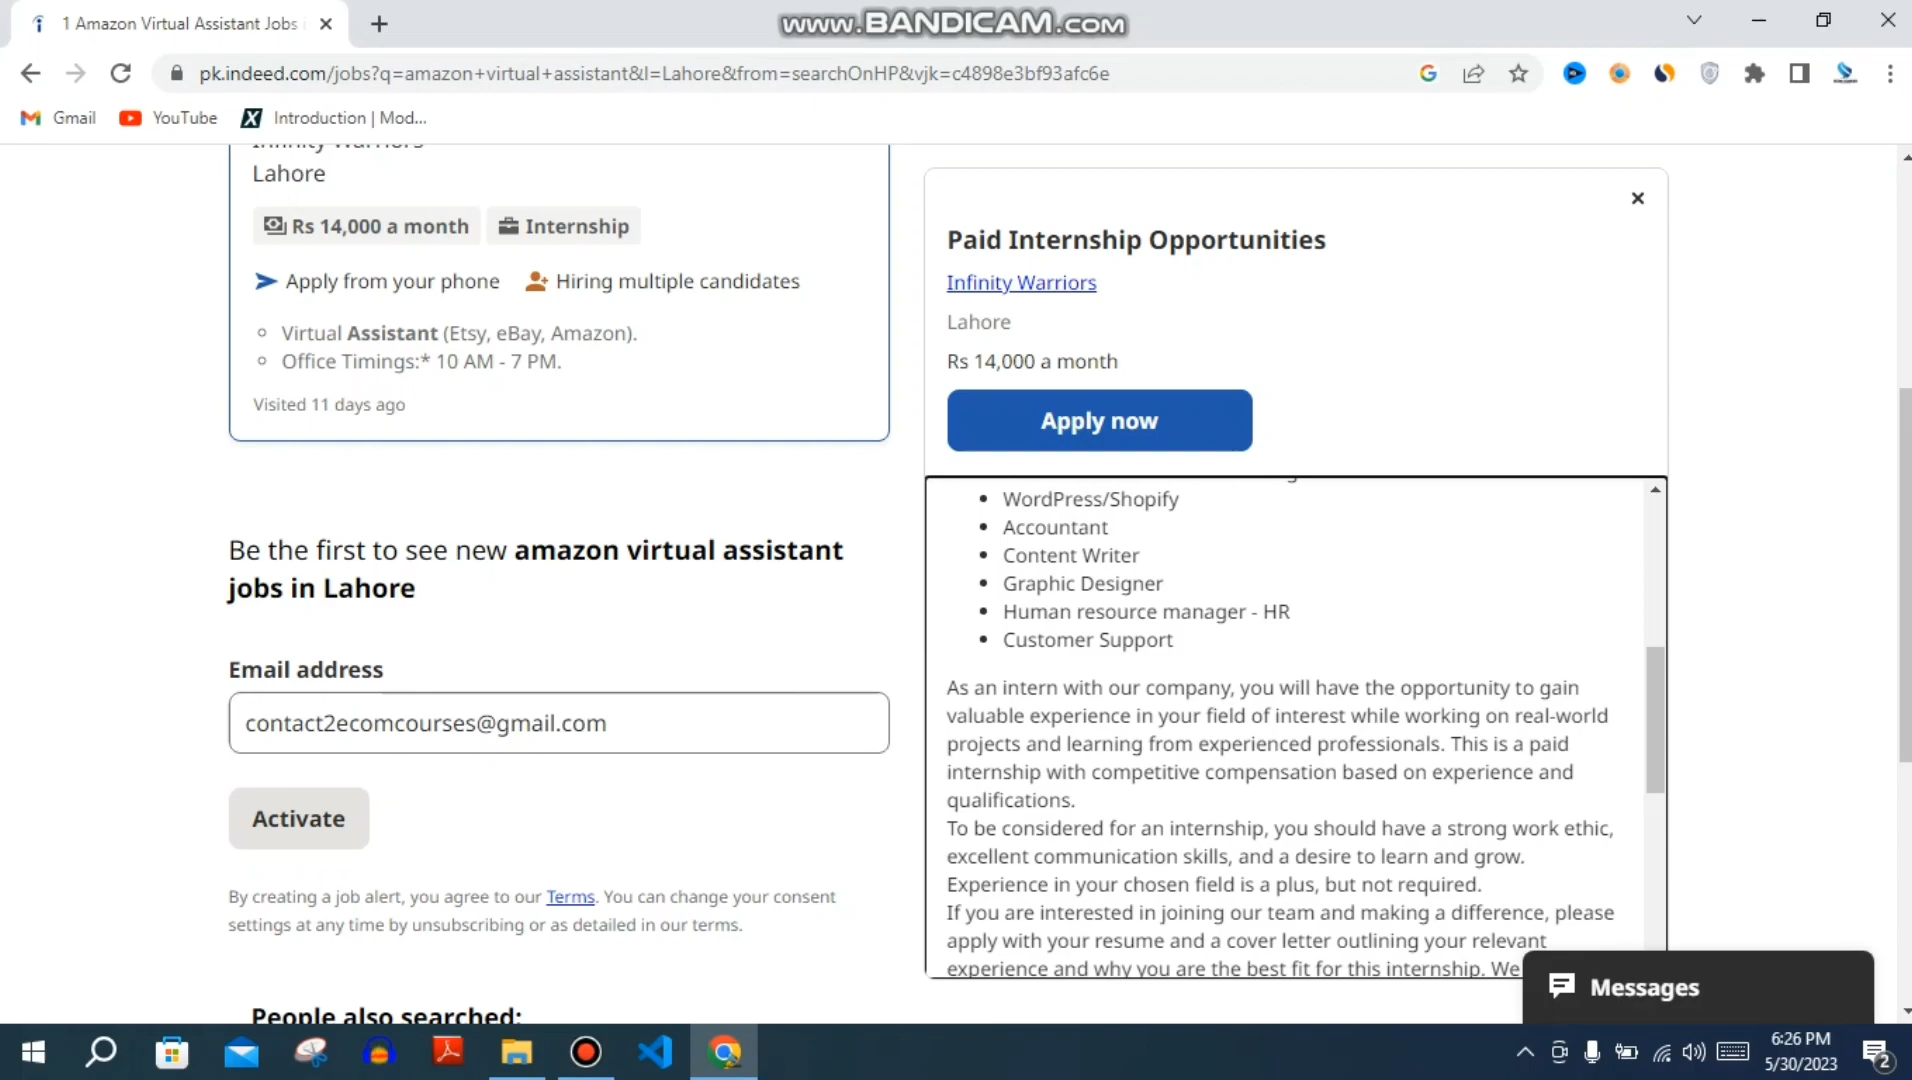 1 Amazon Virtual Assistant Jobs
www.BANDICAM.com
pk.indeed.com/jobs?q=amazon+virtual+assistant&l=Lahore&from=searchOnHP&vjk=c4898e3bf93afc6e
Gmail
YouTube
Introduction | Mod...
Infinity Warriors
Lahore
Rs 14,000 a month
Internship
Apply from your phone
Hiring multiple candidates
Virtual Assistant (Etsy, eBay, Amazon).
Office Timings:* 10 AM - 7 PM.
Visited 11 days ago
Be the first to see new amazon virtual assistant
jobs in Lahore
Email address
contact2ecomcourses@gmail.com
Activate
By creating a job alert, you agree to our Terms. You can change your consent
settings at any time by unsubscribing or as detailed in our terms.
People also searched:
Paid Internship Opportunities
Infinity Warriors
Lahore
Rs 14,000 a month
Apply now
WordPress/Shopify
Accountant
Content Writer
Graphic Designer
Human resource manager - HR
Customer Support
As an intern with our company, you will have the opportunity to gain
valuable experience in your field of interest while working on real-world
projects and learning from experienced professionals. This is a paid
internship with competitive compensation based on experience and
qualifications.
To be considered for an internship, you should have a strong work ethic,
excellent communication skills, and a desire to learn and grow.
Experience in your chosen field is a plus, but not required.
If you are interested in joining our team and making a difference, please
apply with your resume and a cover letter outlining your relevant
experience and why you are the best fit for this internship. We
Messages
6:26 PM
5/30/2023
2